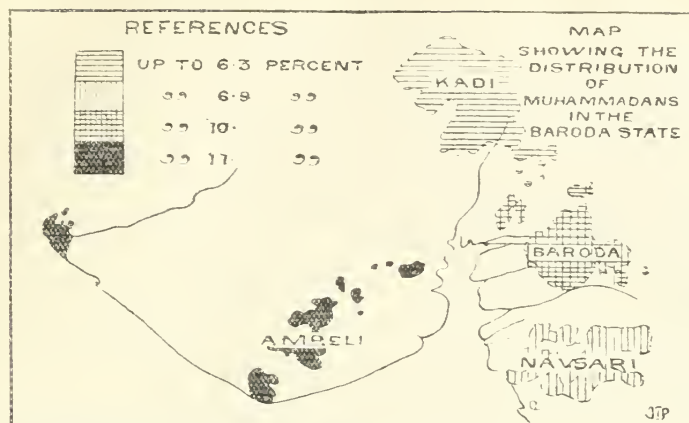 REFERENCES
UP TO 6·3 PERCENT
,, 6·9 ,,
,, 10· ,,
,, 11· ,,
MAP
SHOWING THE
DISTRIBUTION
OF
MUHAMMADANS
IN THE
BARODA STATE
KADI
BARODA
AMRELI
NAVSARI
JTP